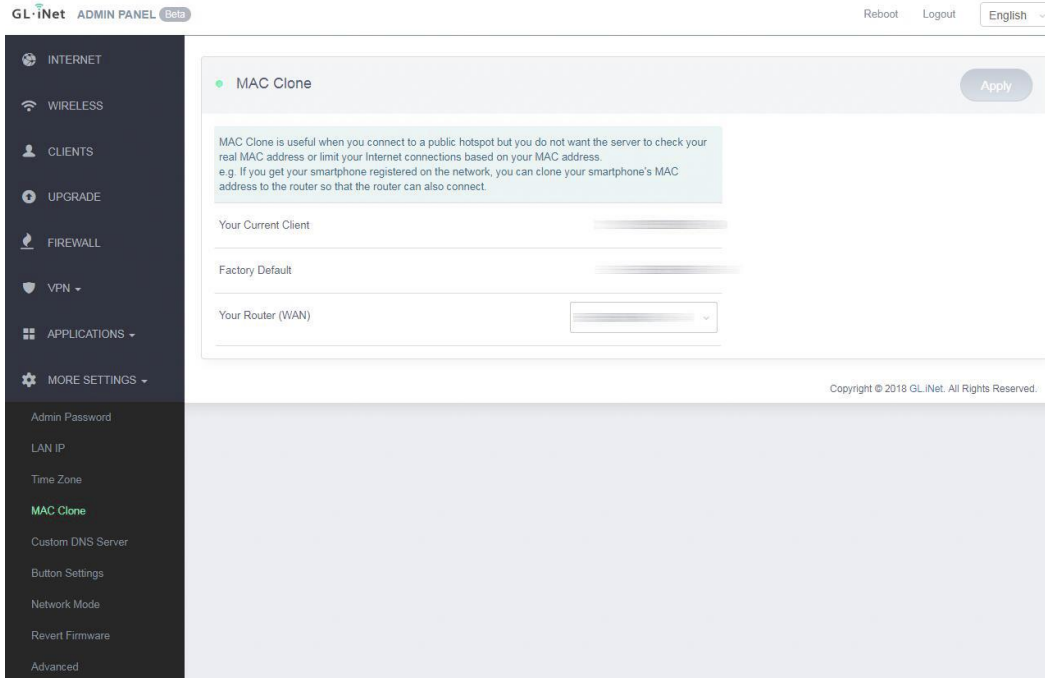 GL·iNet ADMIN PANEL Beta
Reboot Logout English
INTERNET
WIRELESS
CLIENTS
UPGRADE
FIREWALL
VPN
APPLICATIONS
MORE SETTINGS
Admin Password
LAN IP
Time Zone
MAC Clone
Custom DNS Server
Button Settings
Network Mode
Revert Firmware
Advanced
MAC Clone
Apply
MAC Clone is useful when you connect to a public hotspot but you do not want the server to check your
real MAC address or limit your Internet connections based on your MAC address.
e.g. If you get your smartphone registered on the network, you can clone your smartphone's MAC
address to the router so that the router can also connect.
Your Current Client
Factory Default
Your Router (WAN)
Copyright © 2018 GL.iNet. All Rights Reserved.